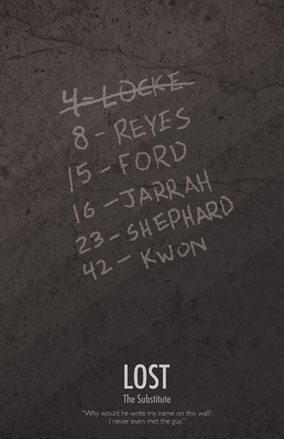 4-LOCKE
8-REYES
15-FORD
16-JARRAH
23-SHEPHARD
42-KWON
LOST
The Substitute
"Why would he write my name on this wall?
I never even met the guy."